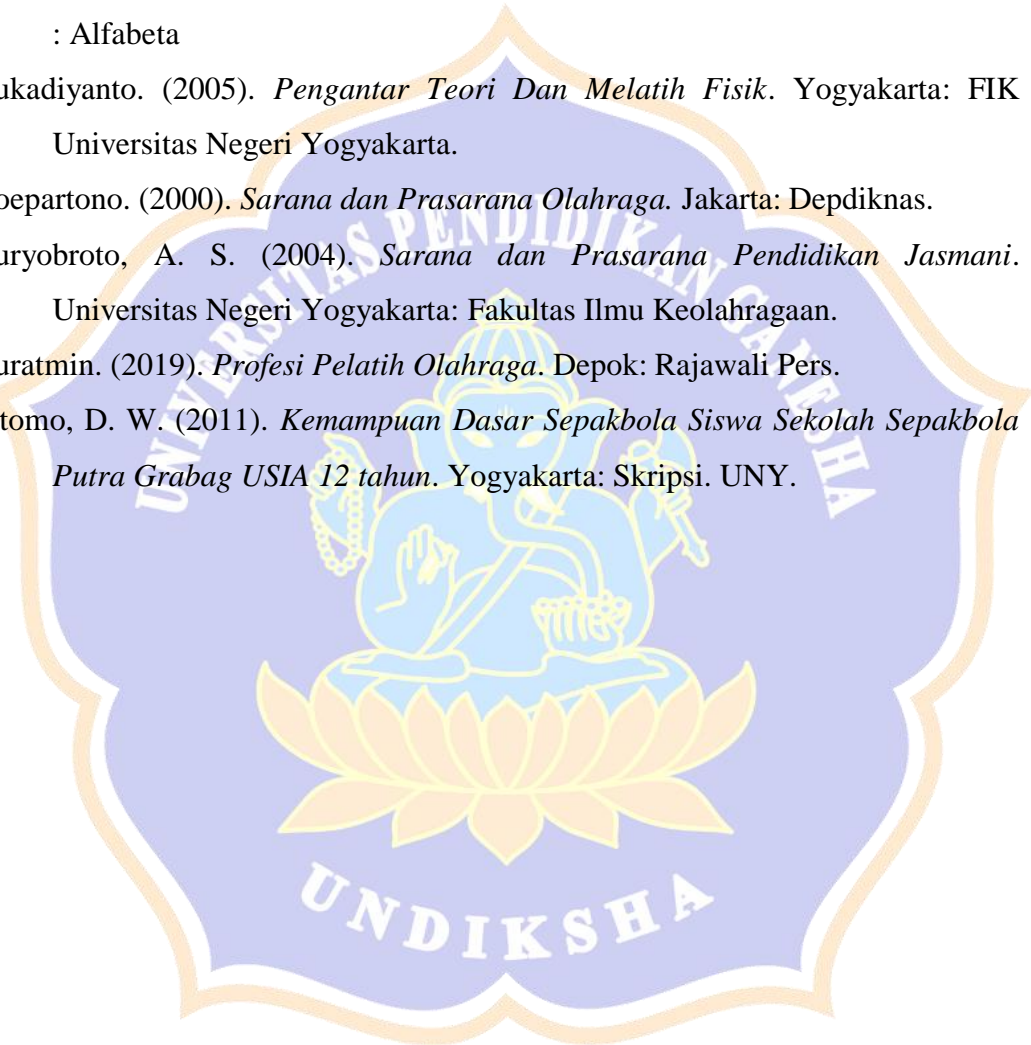 : Alfabeta
ukadiyanto. (2005). Pengantar Teori Dan Melatih Fisik. Yogyakarta: FIK
Universitas Negeri Yogyakarta.
oepartono. (2000). Sarana dan Prasarana Olahraga. Jakarta: Depdiknas.
uryobroto, A. S. (2004). Sarana dan Prasarana Pendidikan Jasmani.
Universitas Negeri Yogyakarta: Fakultas Ilmu Keolahragaan.
uratmin. (2019). Profesi Pelatih Olahraga. Depok: Rajawali Pers.
tomo, D. W. (2011). Kemampuan Dasar Sepakbola Siswa Sekolah Sepakbola
Putra Grabag USIA 12 tahun. Yogyakarta: Skripsi. UNY.
UNIVERSITAS PENDIDIKAN GANESHA
UNDIKSHA